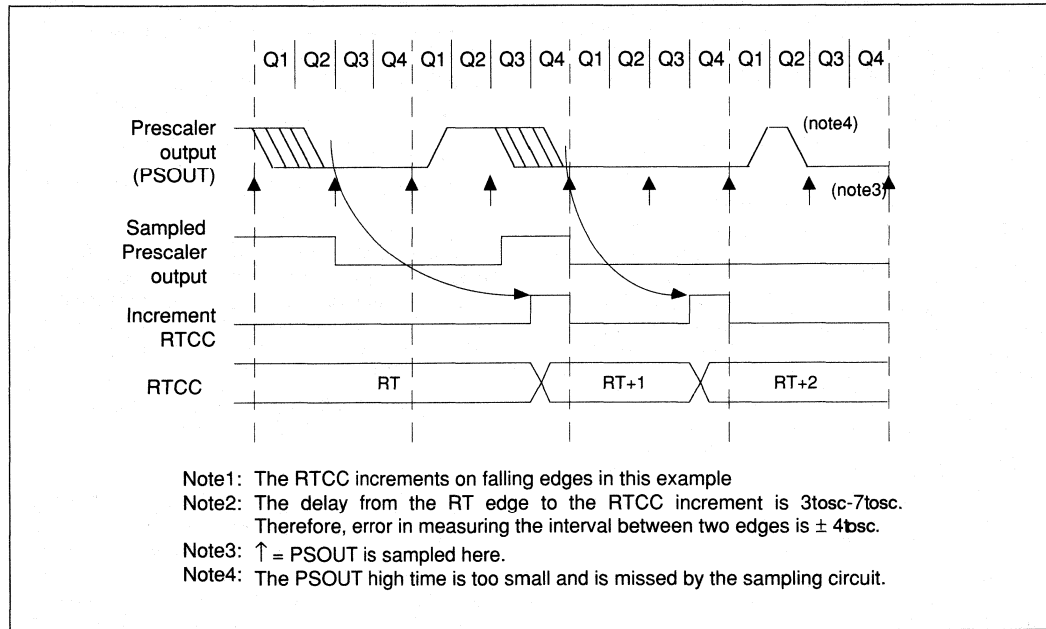 Q1 Q2 Q3 Q4 Q1 Q2 Q3 Q4 Q1 Q2 Q3 Q4 Q1 Q2 Q3 Q4
Prescaler
output
(PSOUT)
(note4)
(note3)
Sampled
Prescaler
output
Increment
RTCC
RTCC
RT
RT+1
RT+2
Note1: The RTCC increments on falling edges in this example
Note2: The delay from the RT edge to the RTCC increment is 3tosc-7tosc.
Therefore, error in measuring the interval between two edges is ± 4tosc.
Note3: ↑ = PSOUT is sampled here.
Note4: The PSOUT high time is too small and is missed by the sampling circuit.